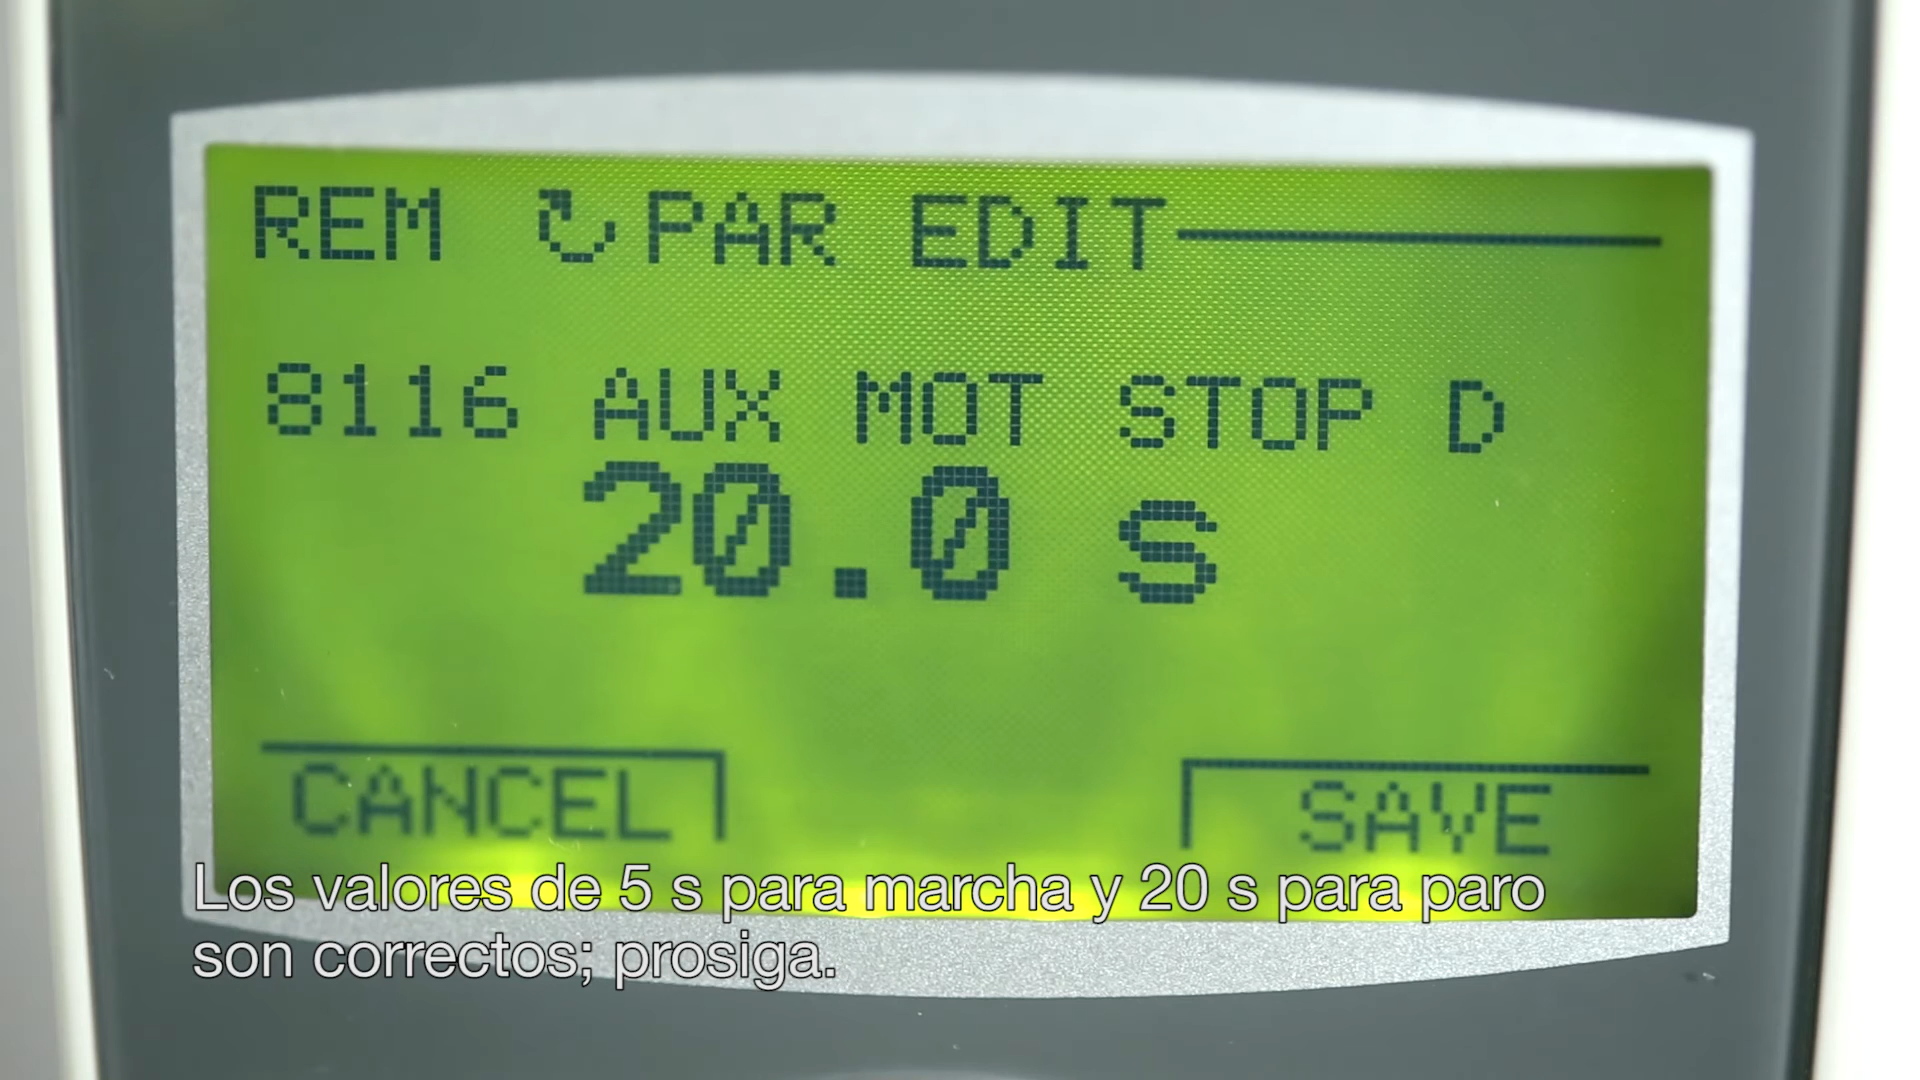 REM ↻ PAR EDIT
8116 AUX MOT STOP D
20.0 s
CANCEL SAVE
Los valores de 5 s para marcha y 20 s para paro
son correctos; prosiga.